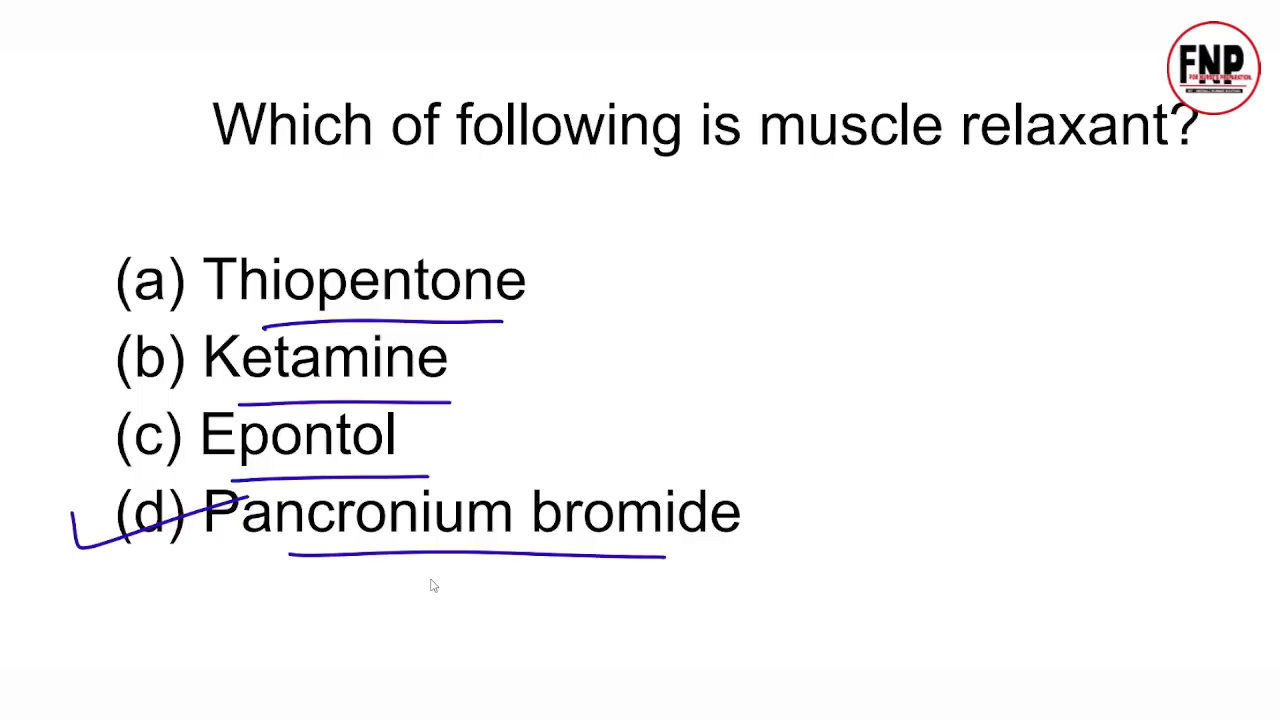 FNP
Which of following is muscle relaxant?
(a) Thiopentone
(b) Ketamine
(c) Epontol
(d) Pancronium bromide